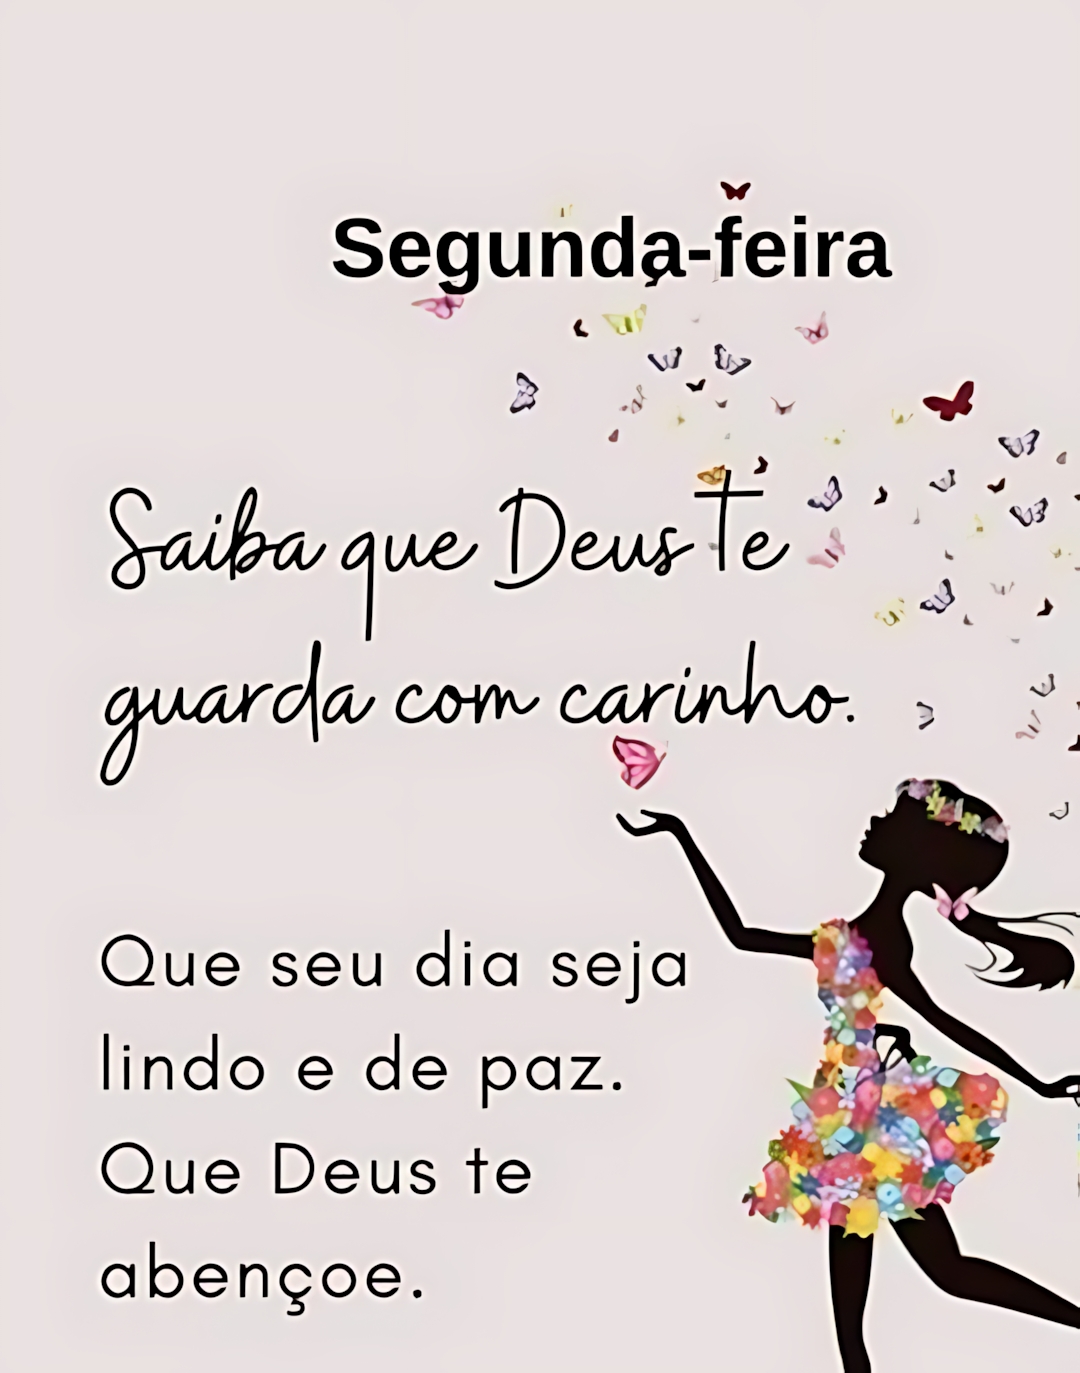 Segunda-feira
Saiba que Deus te
guarda com carinho.
Que seu dia seja
lindo e de paz.
Que Deus te
abençoe.